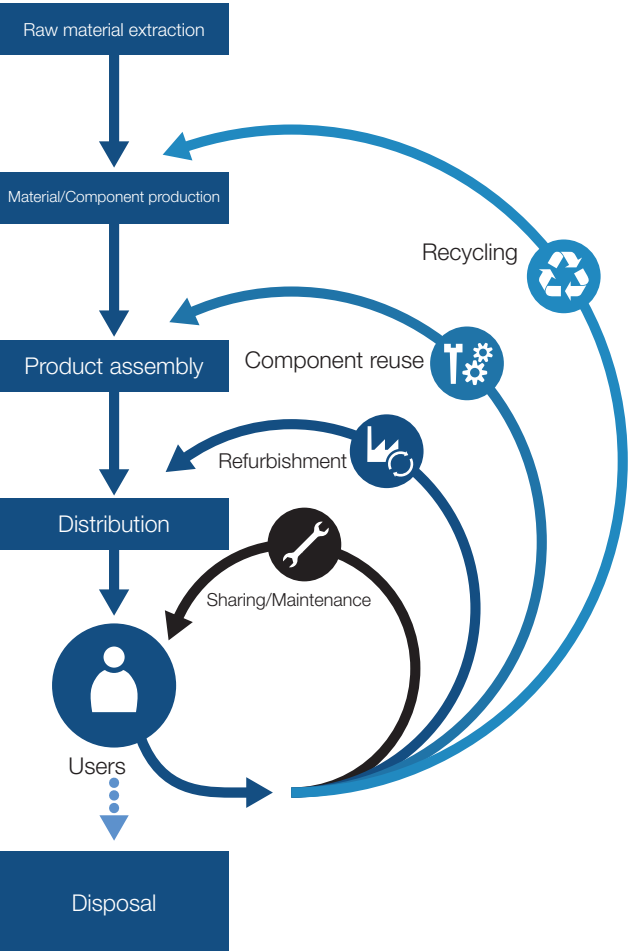 Raw material extraction
Material/Component production
Recycling
Product assembly
Component reuse
Refurbishment
Distribution
Sharing/Maintenance
Users
Disposal